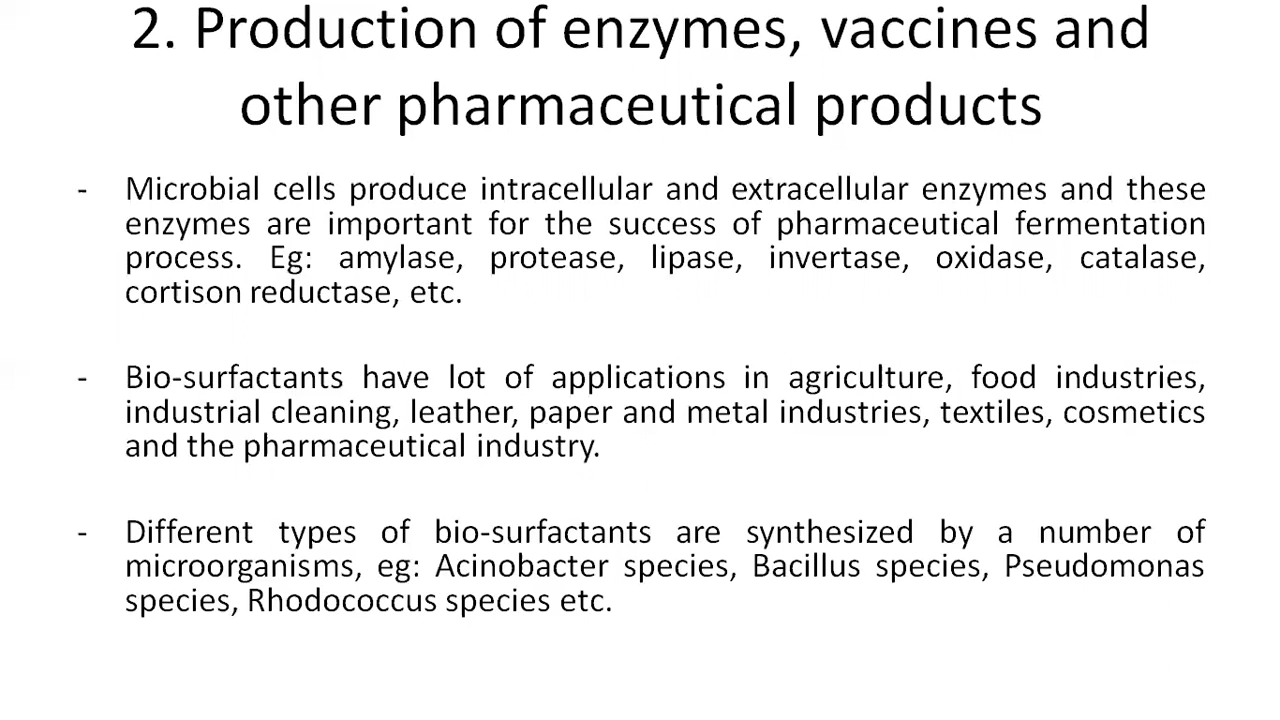 2. Production of enzymes, vaccines and
other pharmaceutical products
- Microbial cells produce intracellular and extracellular enzymes and these
enzymes are important for the success of pharmaceutical fermentation
process. Eg: amylase, protease, lipase, invertase, oxidase, catalase,
cortison reductase, etc.
- Bio-surfactants have lot of applications in agriculture, food industries,
industrial cleaning, leather, paper and metal industries, textiles, cosmetics
and the pharmaceutical industry.
- Different types of bio-surfactants are synthesized by a number of
microorganisms, eg: Acinobacter species, Bacillus species, Pseudomonas
species, Rhodococcus species etc.